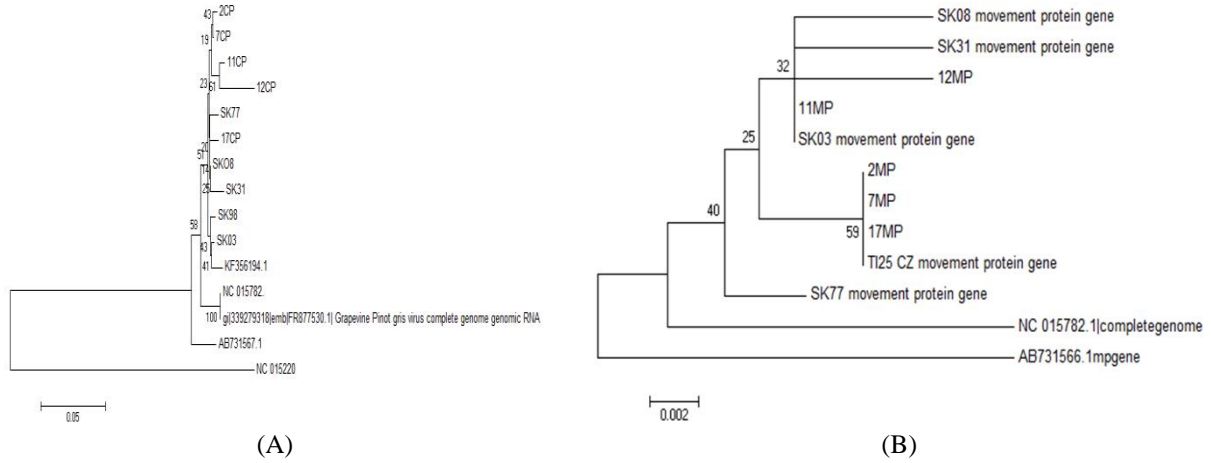 2CP
43
7CP
19
11CP
23
61
12CP
SK77
17CP
20
51
SKO8
14
25
SK31
SK98
58
SK03
43
41
KF356194.1
NC 015782.
100
gi|339279318|emb|FR877530.1| Grapevine Pinot gris virus complete genome genomic RNA
AB731567.1
NC 015220
0.05
(A)
SK08 movement protein gene
SK31 movement protein gene
32
12MP
11MP
SK03 movement protein gene
25
2MP
7MP
40
17MP
59
TI25 CZ movement protein gene
SK77 movement protein gene
NC 015782.1|completegenome
AB731566.1mpgene
0.002
(B)